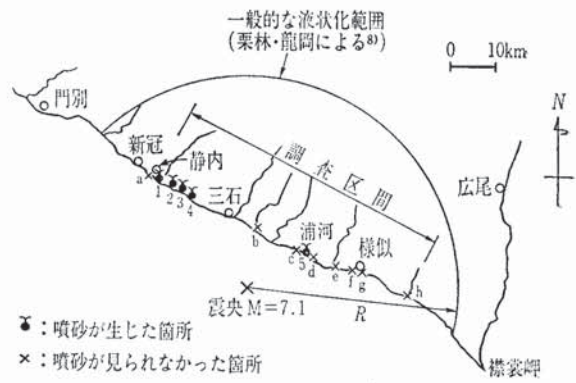 一般的な液状化範囲
(栗林・龍岡による8))
0 10km
N
門別
新冠
静内
a
1
2
3
4
三石
調査区間
広尾
b
浦河
様似
c
5
d
e
f
g
h
震央M=7.1
R
:噴砂が生じた箇所
×:噴砂が見られなかった箇所
襟裳岬